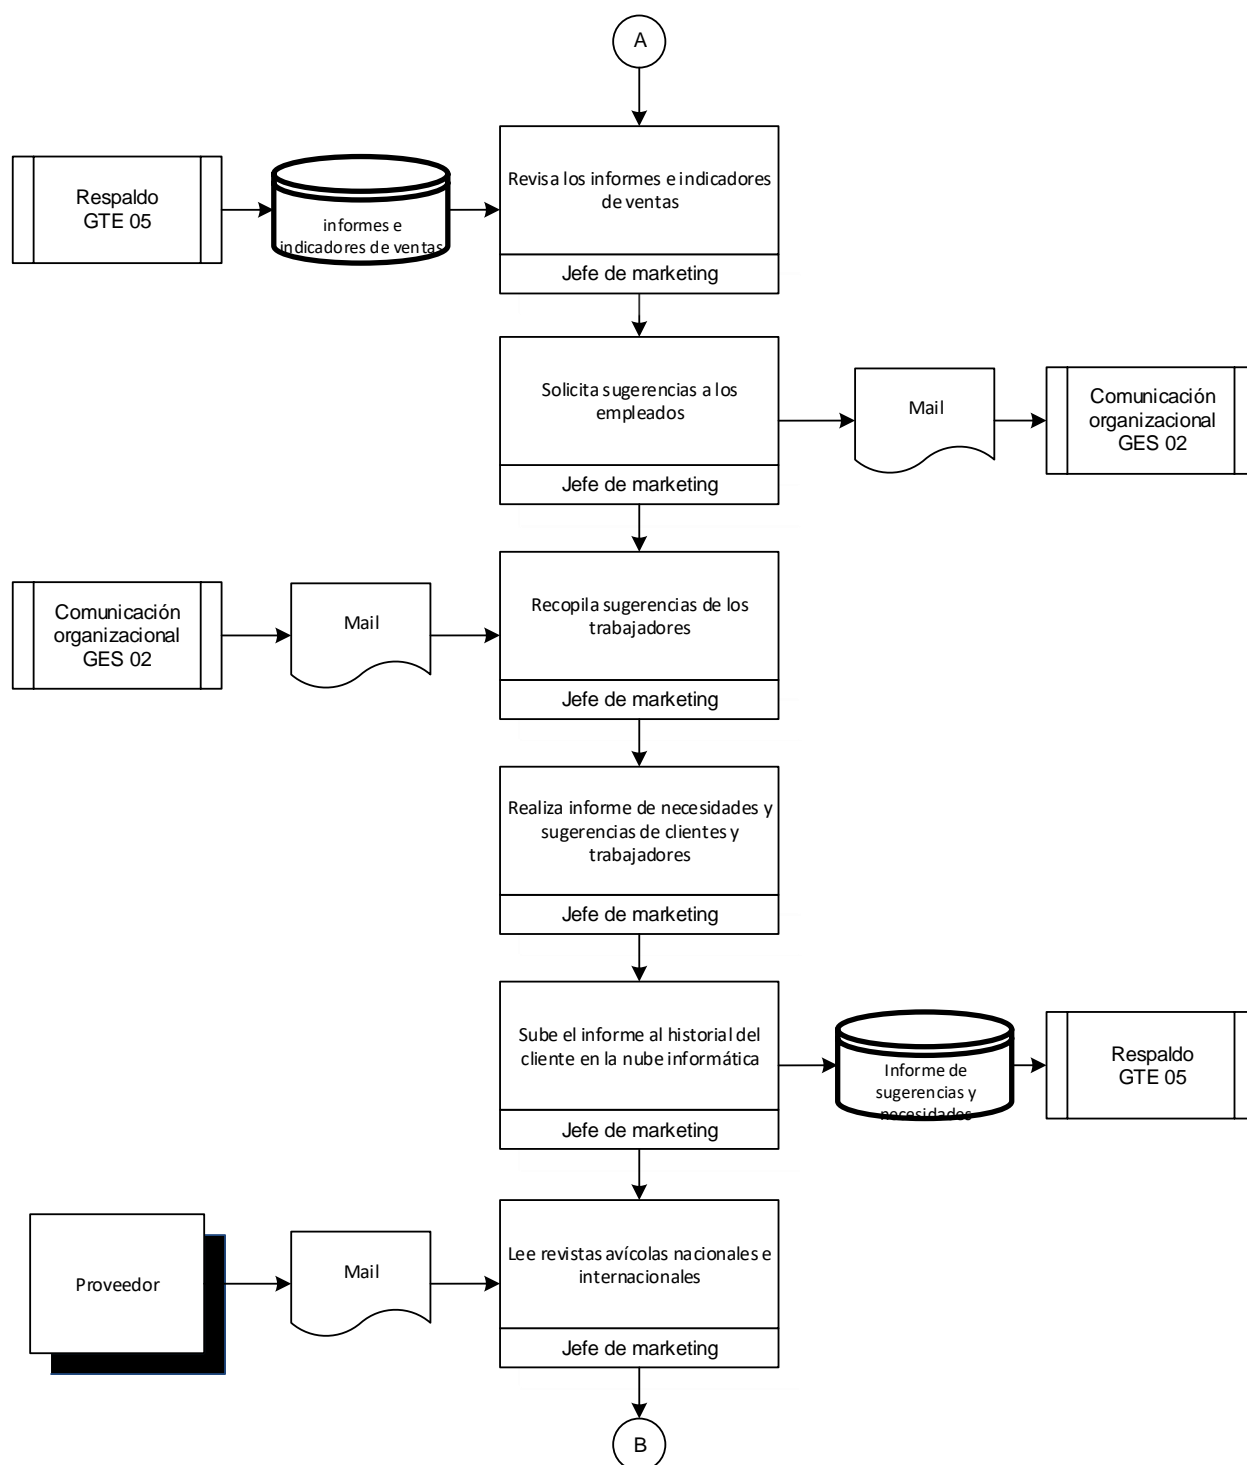 A
Respaldo
GTE 05
informes e
indicadores de ventas
Revisa los informes e indicadores
de ventas
Jefe de marketing
Solicita sugerencias a los
empleados
Jefe de marketing
Mail
Comunicación
organizacional
GES 02
Comunicación
organizacional
GES 02
Mail
Recopila sugerencias de los
trabajadores
Jefe de marketing
Realiza informe de necesidades y
sugerencias de clientes y
trabajadores
Jefe de marketing
Sube el informe al historial del
cliente en la nube informática
Jefe de marketing
Informe de
sugerencias y
necesidades
Respaldo
GTE 05
Proveedor
Mail
Lee revistas avícolas nacionales e
internacionales
Jefe de marketing
B